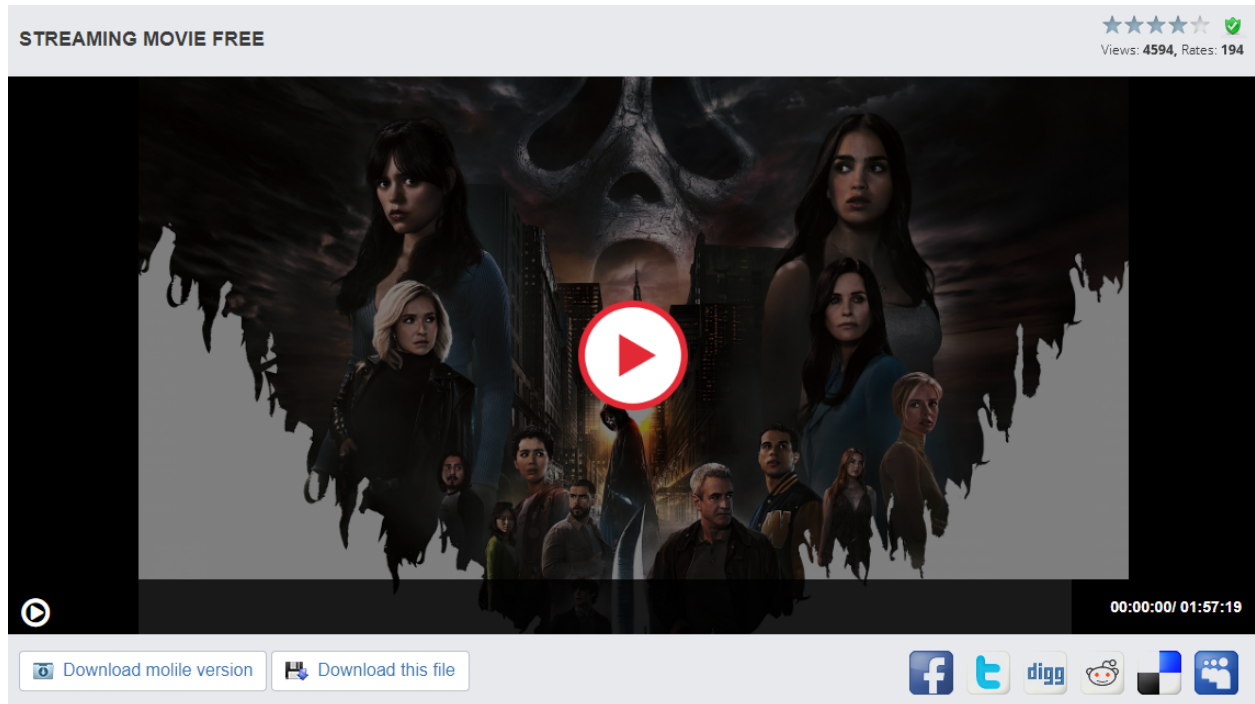 STREAMING MOVIE FREE
Views: 4594, Rates: 194
00:00:00/ 01:57:19
Download molile version
Download this file
digg